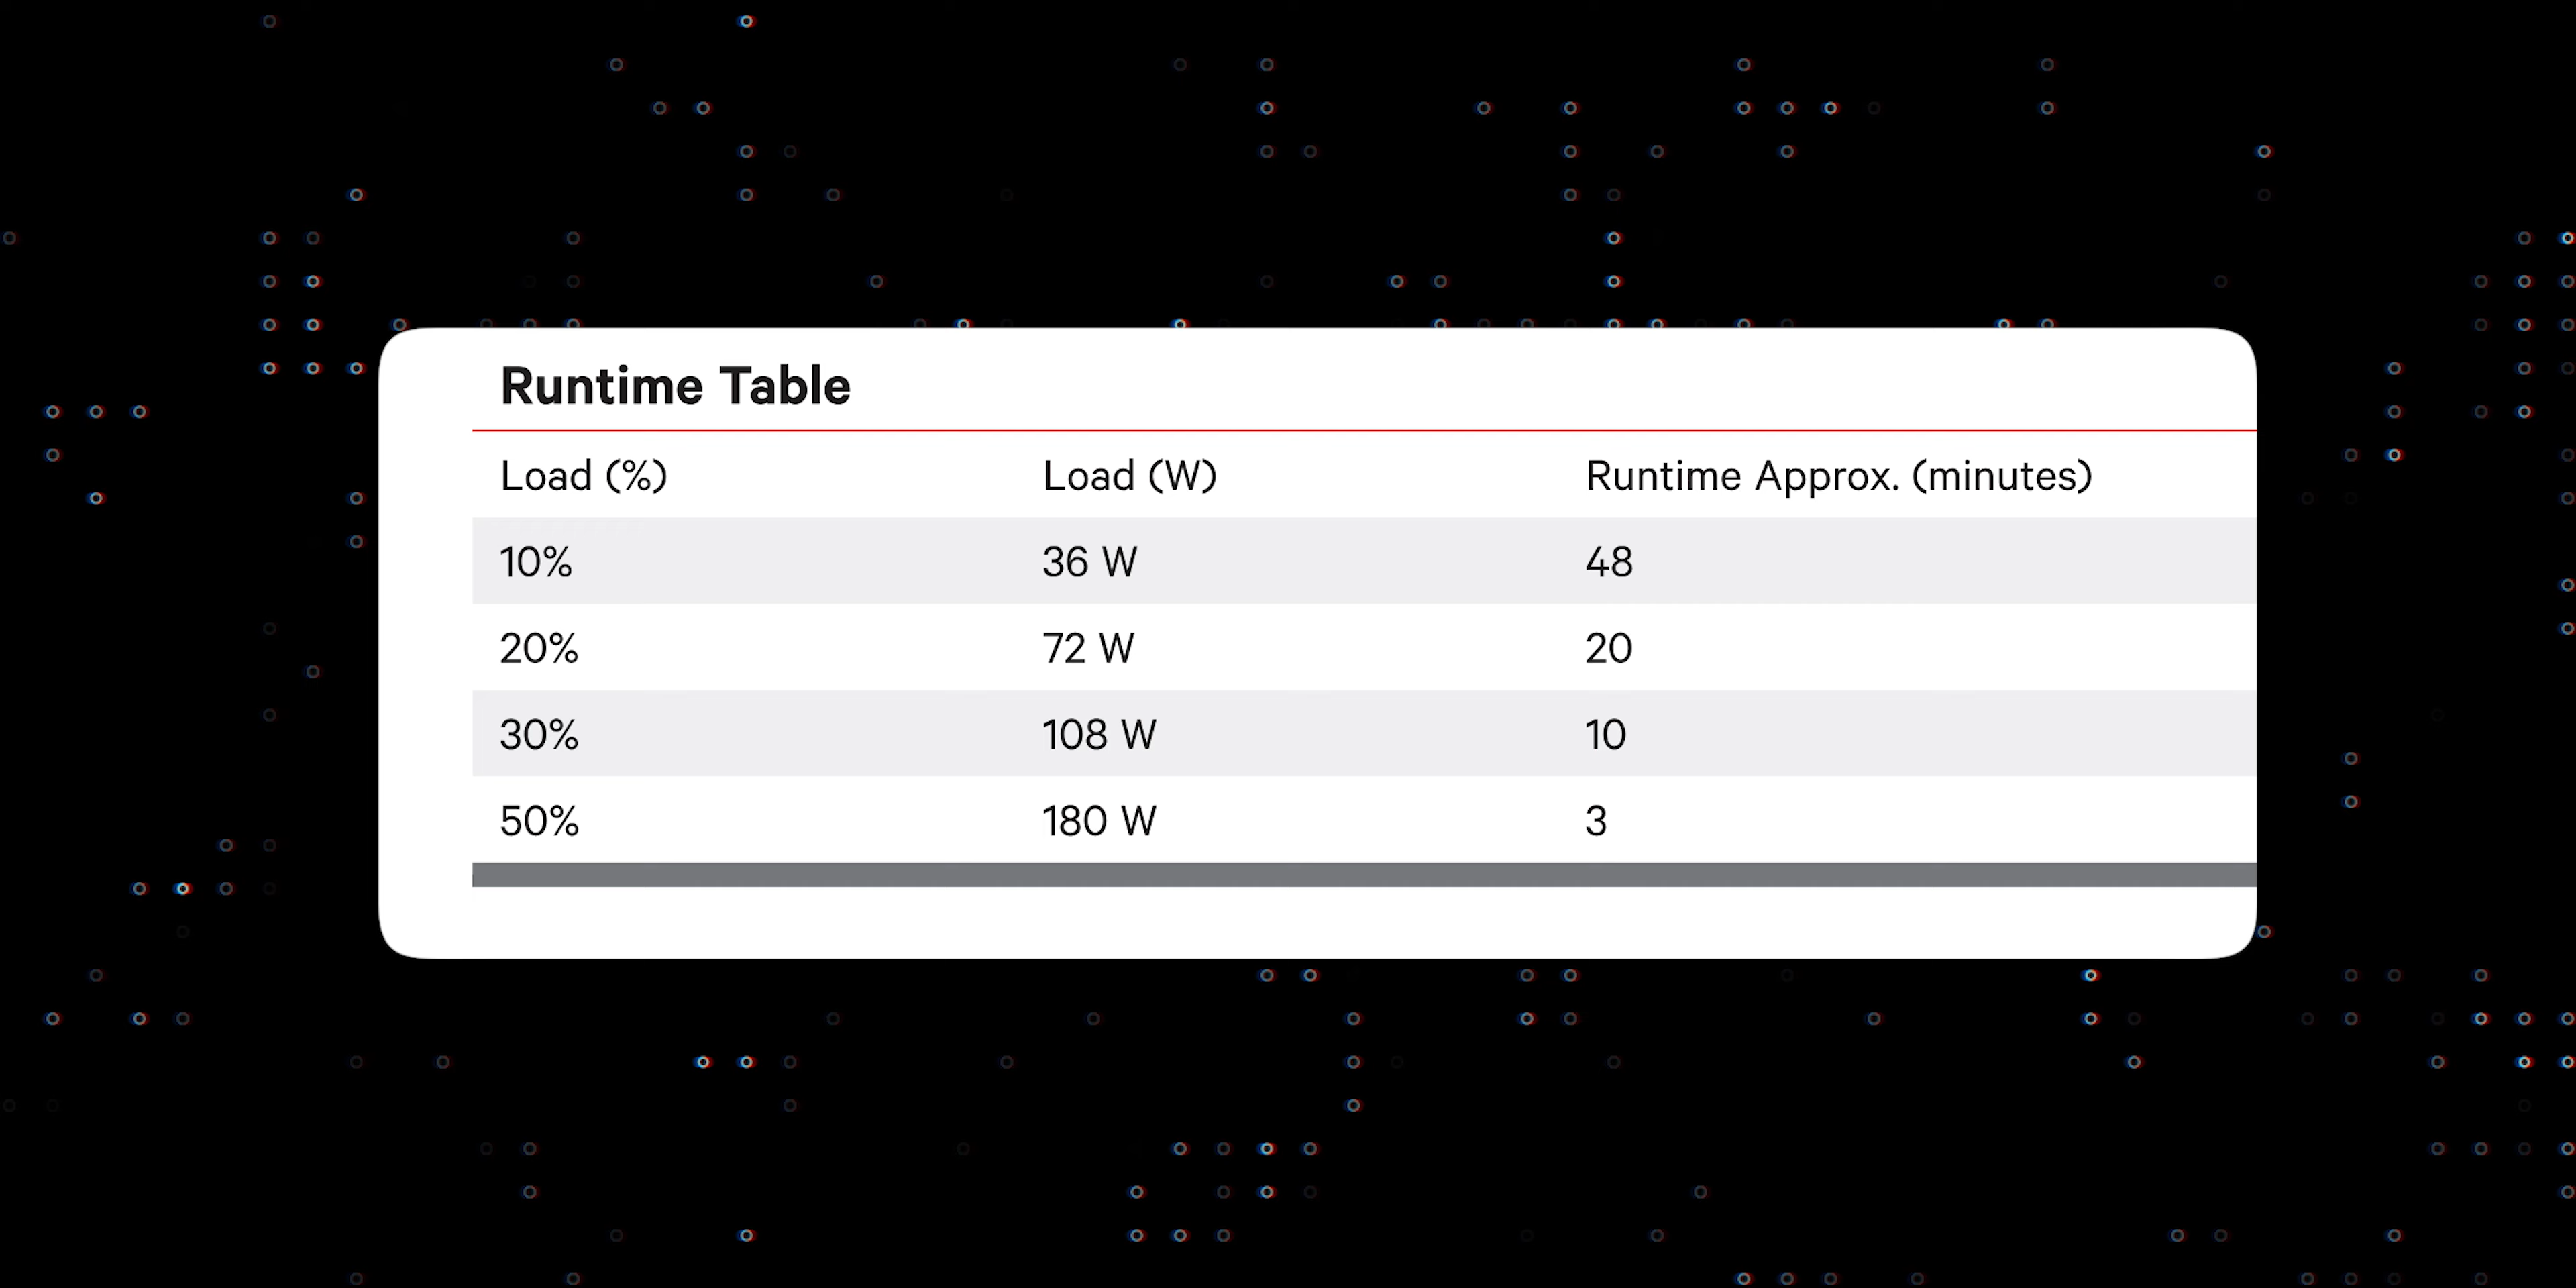 Runtime Table
Load (%) Load (W) Runtime Approx. (minutes)
10% 36 W 48
20% 72 W 20
30% 108 W 10
50% 180 W 3